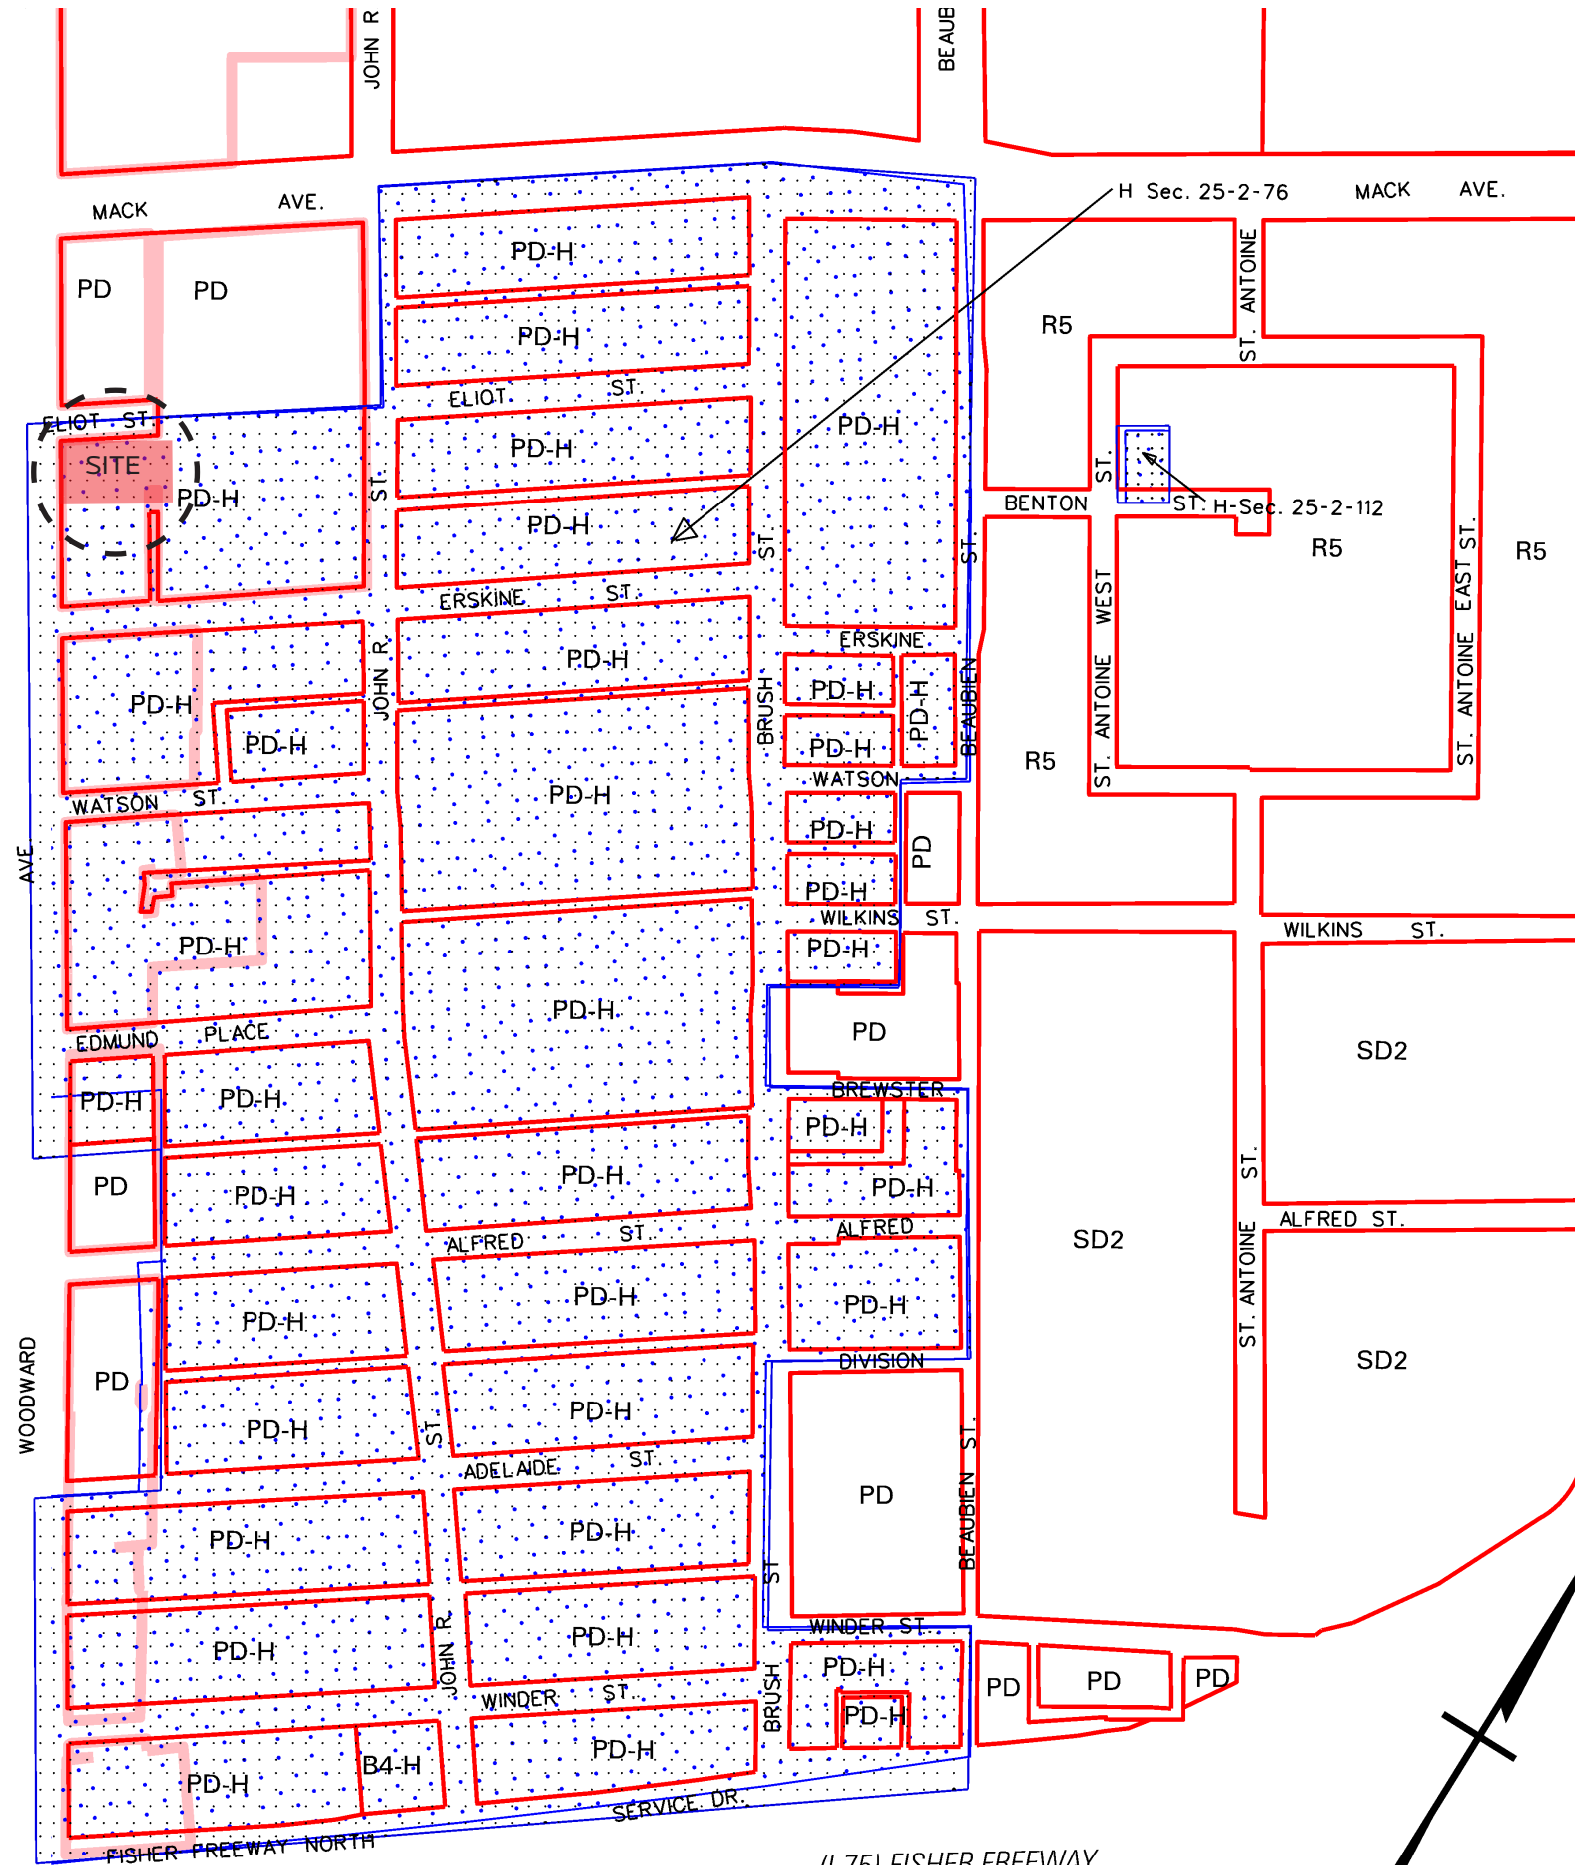 JOHN R
BEAUB
MACK AVE.
H Sec. 25-2-76
MACK AVE.
PD
PD
PD-H
PD-H
PD-H
R5
ST. ANTOINE
ELIOT ST.
ELIOT ST.
SITE
PD-H
PD-H
ST.
PD-H
ST.
ST.
BENTON ST.
H-Sec. 25-2-112
R5
R5
PD-H
ST.
ERSKINE ST.
ERSKINE
ST. ANTOINE WEST
ST. ANTOINE EAST ST.
PD-H
PD-H
PD-H
PD-H
JOHN R.
BRUSH
BEAUBIEN
PD-H
PD-H
R5
WATSON ST.
WATSON
PD-H
PD-H
PD
AVE
PD-H
WILKINS ST.
WILKINS ST.
PD-H
PD-H
PD-H
PD
EDMUND PLACE
SD2
BREWSTER
PD-H
PD-H
PD-H
PD
PD-H
PD-H
PD-H
ST.
ALFRED ST.
ALFRED
ALFRED ST.
SD2
PD-H
PD-H
PD-H
ST. ANTOINE
WOODWARD
DIVISION
SD2
PD
PD-H
PD-H
ST.
ADELAIDE ST.
PD
BEAUBIEN ST.
PD-H
PD-H
ST
PD-H
PD-H
JOHN R.
WINDER ST
PD-H
PD
PD
PD
WINDER ST.
BRUSH
PD-H
PD-H
B4-H
PD-H
SERVICE DR.
FISHER FREEWAY NORTH
(I-75) FISHER FREEWAY